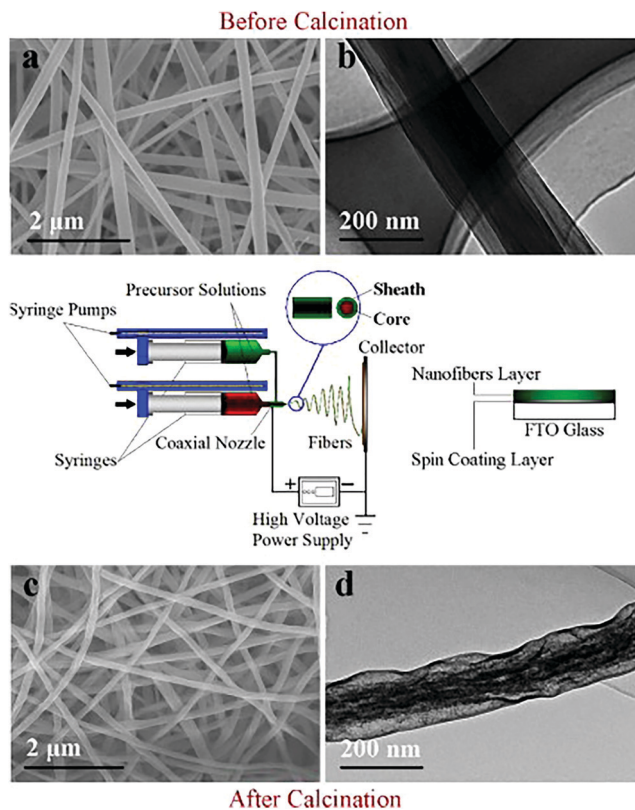 Before Calcination
a
b
2 μm
200 nm
Precursor Solutions
Sheath
Core
Syringe Pumps
Collector
Nanofibers Layer
FTO Glass
Coaxial Nozzle
Fibers
Syringes
Spin Coating Layer
+
−
High Voltage
Power Supply
c
d
2 μm
200 nm
After Calcination